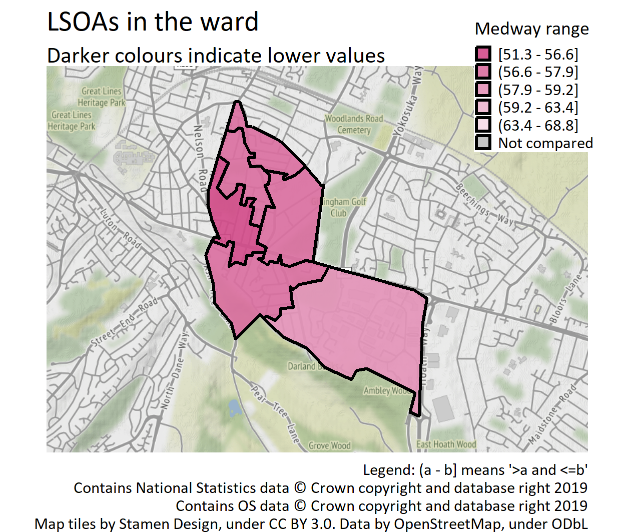 LSOAs in the ward
Darker colours indicate lower values
Medway range
[51.3 - 56.6]
(56.6 - 57.9]
(57.9 - 59.2]
(59.2 - 63.4]
(63.4 - 68.8]
Not compared
Great Lines
Heritage Park
Great Lines
Heritage Park
Nelson Road
Woodlands Road
Cemetery
Yokosuka Way
Beechings Way
Golf
Club
Luton Road
Bloors Lane
Street End Road
North Dane Way
Darland
Ambley Wood
Pear Tree Lane
Maidstone Road
Grove Wood
East Hoath Wood
Legend: (a - b] means '>a and <=b'
Contains National Statistics data © Crown copyright and database right 2019
Contains OS data © Crown copyright and database right 2019
Map tiles by Stamen Design, under CC BY 3.0. Data by OpenStreetMap, under ODbL